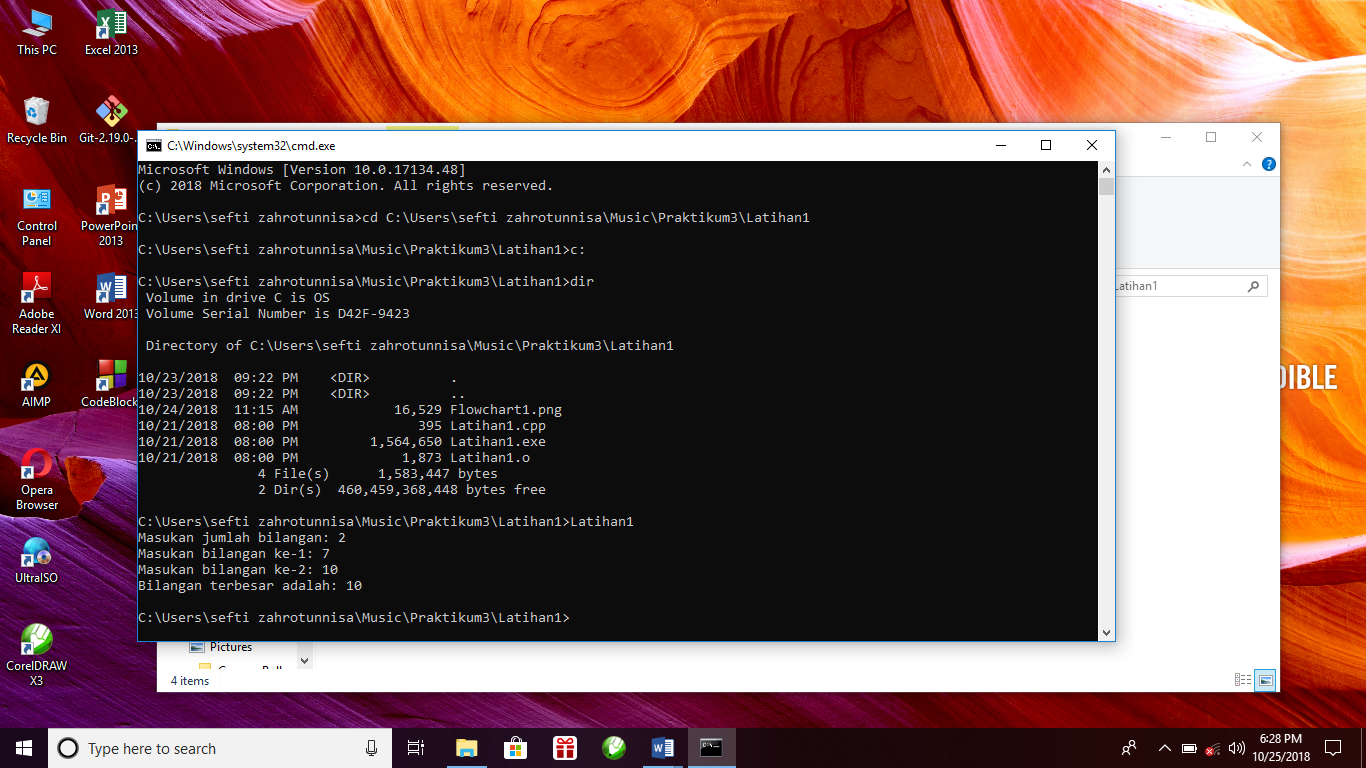 This PC
Excel 2013
Recycle Bin
Git-2.19.0-...
Control
Panel
PowerPoin
2013
Adobe
Reader XI
Word 2013
AIMP
CodeBlock
Opera
Browser
UltraISO
CorelDRAW
X3
C:\Windows\system32\cmd.exe
Microsoft Windows [Version 10.0.17134.48]
(c) 2018 Microsoft Corporation. All rights reserved.
C:\Users\sefti zahrotunnisa>cd C:\Users\sefti zahrotunnisa\Music\Praktikum3\Latihan1
C:\Users\sefti zahrotunnisa\Music\Praktikum3\Latihan1>c:
C:\Users\sefti zahrotunnisa\Music\Praktikum3\Latihan1>dir
Volume in drive C is OS
Volume Serial Number is D42F-9423
Directory of C:\Users\sefti zahrotunnisa\Music\Praktikum3\Latihan1
10/23/2018  09:22 PM    <DIR>          .
10/23/2018  09:22 PM    <DIR>          ..
10/24/2018  11:15 AM            16,529 Flowchart1.png
10/21/2018  08:00 PM               395 Latihan1.cpp
10/21/2018  08:00 PM         1,564,650 Latihan1.exe
10/21/2018  08:00 PM             1,873 Latihan1.o
4 File(s)      1,583,447 bytes
2 Dir(s)  460,459,368,448 bytes free
C:\Users\sefti zahrotunnisa\Music\Praktikum3\Latihan1>Latihan1
Masukan jumlah bilangan: 2
Masukan bilangan ke-1: 7
Masukan bilangan ke-2: 10
Bilangan terbesar adalah: 10
C:\Users\sefti zahrotunnisa\Music\Praktikum3\Latihan1>
Latihan1
DIBLE
Pictures
4 items
Type here to search
6:28 PM
10/25/2018